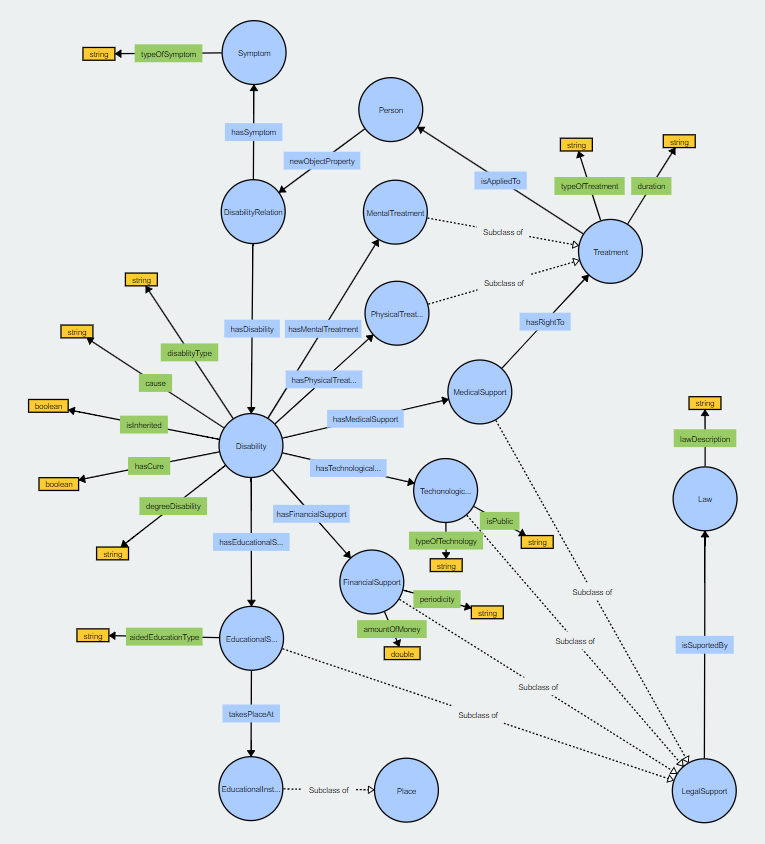 Symptom
typeOfSymptom
string
hasSymptom
Person
newObjectProperty
string
string
isAppliedTo
typeOfTreatment
duration
DisabilityRelation
MentalTreatment
Subclass of
Treatment
string
Subclass of
PhysicalTreat...
hasRightTo
string
hasDisability
hasMentalTreatment
disablityType
cause
hasPhysicalTreat...
MedicalSupport
boolean
isInherited
hasMedicalSupport
string
lawDescription
Disability
hasCure
hasTechnological...
boolean
Techonologic...
Law
degreeDisability
hasFinancialSupport
isPublic
string
hasEducationalS...
typeOfTechnology
string
string
FinancialSupport
Subclass of
periodicity
string
amountOfMoney
string
aidedEducationType
EducationalS...
double
Subclass of
isSuportedBy
Subclass of
takesPlaceAt
Subclass of
EducationalInst...
Subclass of
Place
LegalSupport